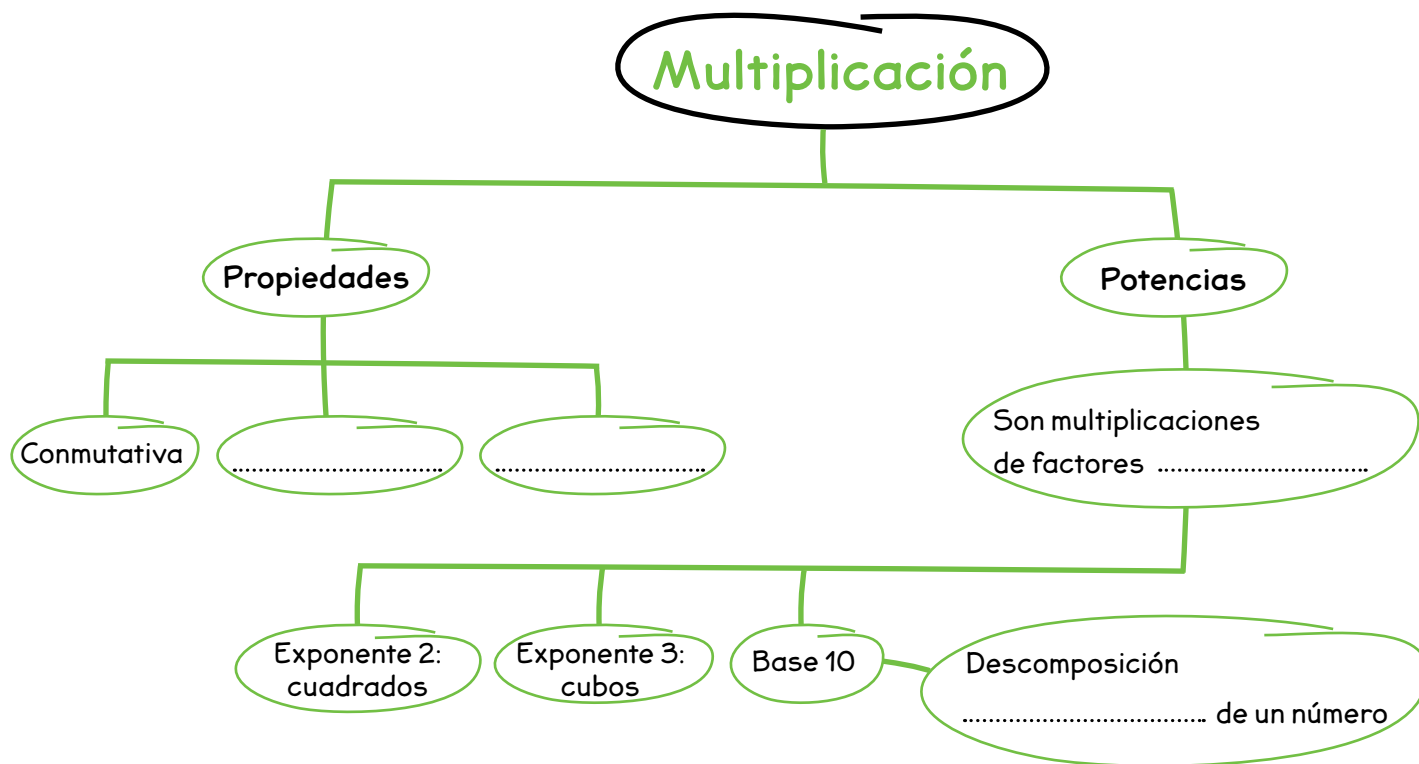 Multiplicación
Propiedades
Potencias
Conmutativa
..............................
..............................
Son multiplicaciones
de factores ..............................
Exponente 2:
cuadrados
Exponente 3:
cubos
Base 10
Descomposición
................................... de un número